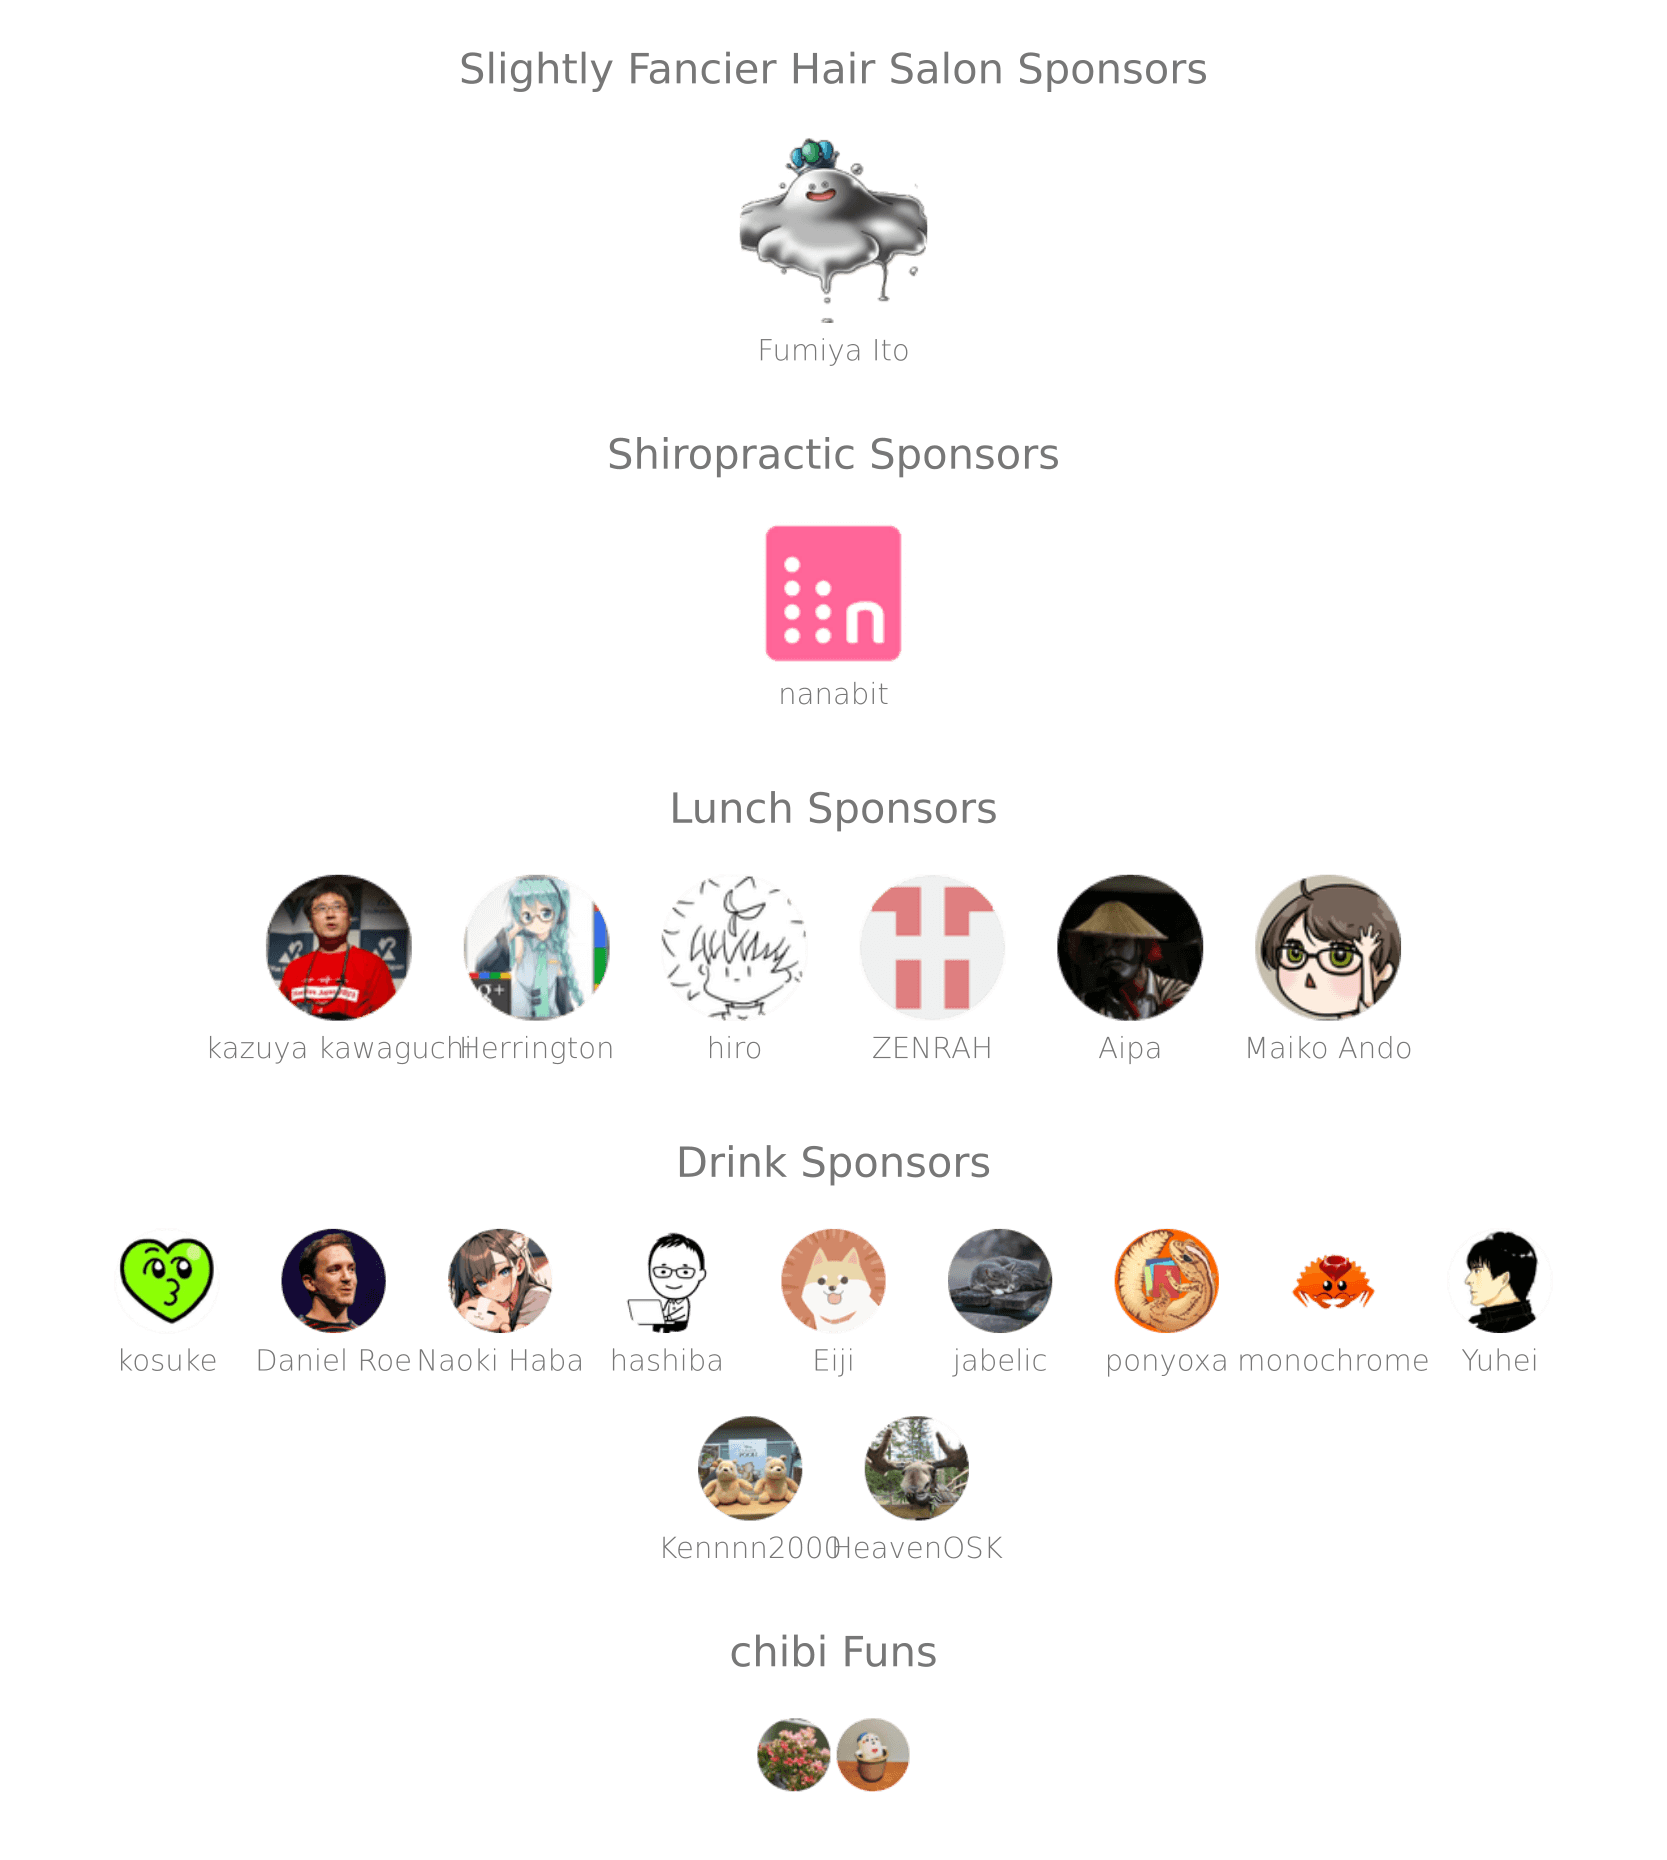 Slightly Fancier Hair Salon Sponsors
Fumiya Ito
Shiropractic Sponsors
n
nanabit
Lunch Sponsors
g+
kazuya kawaguchi Herrington hiro ZENRAH Aipa Maiko Ando
Drink Sponsors
kosuke Daniel Roe Naoki Haba hashiba Eiji jabelic ponyoxa monochrome Yuhei
Kennnn2000 HeavenOSK
chibi Funs